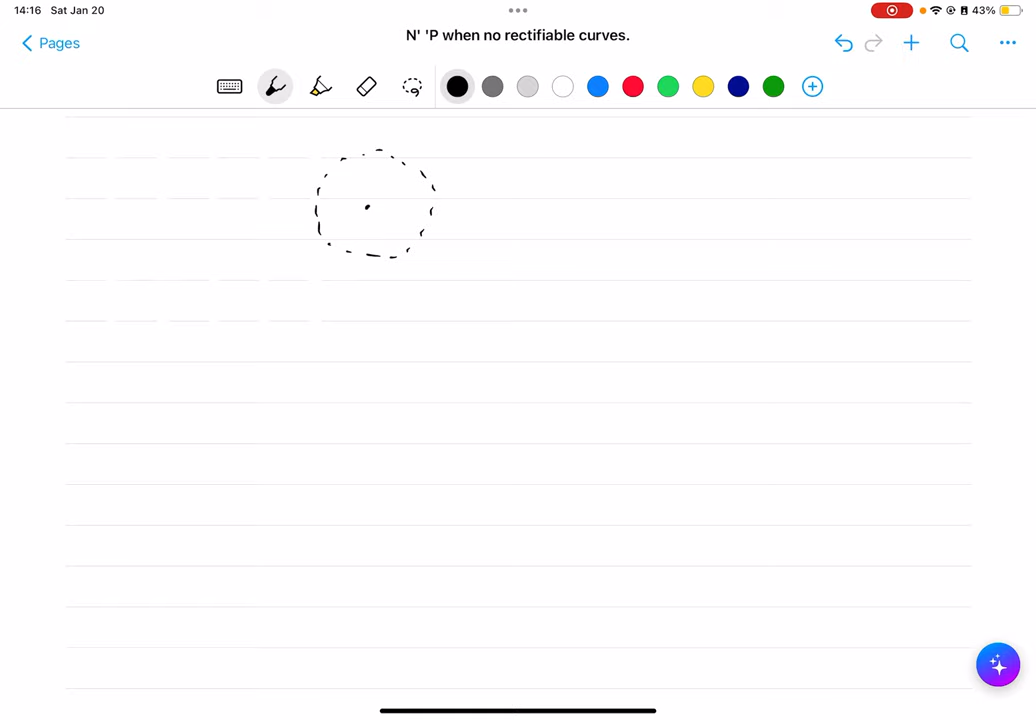 14:16 Sat Jan 20
43%
Pages
N' 'P when no rectifiable curves.